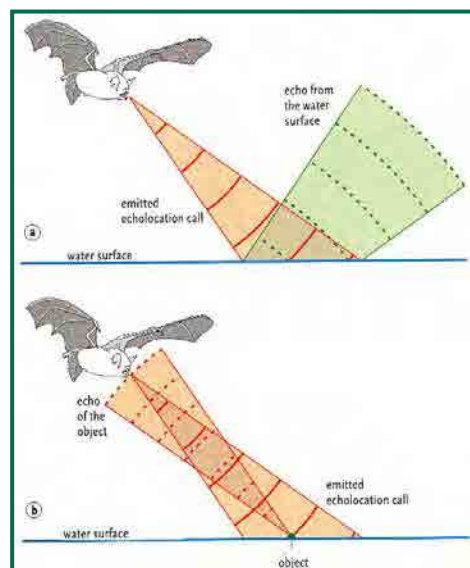 echo from
the water
surface
emitted
echolocation call
a
water surface
echo
of the
object
emitted
echolocation call
b
water surface
object